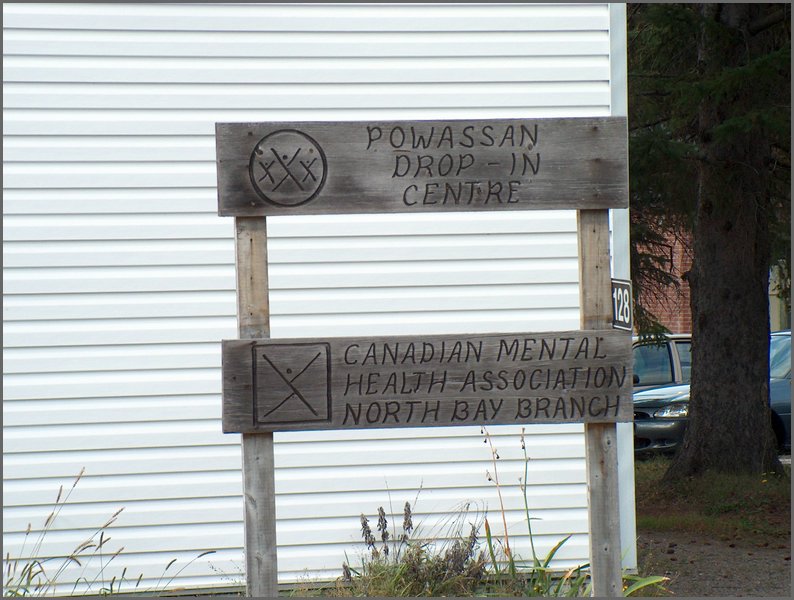 POWASSAN
DROP-IN
CENTRE
128
CANADIAN MENTAL
HEALTH ASSOCIATION
NORTH BAY BRANCH